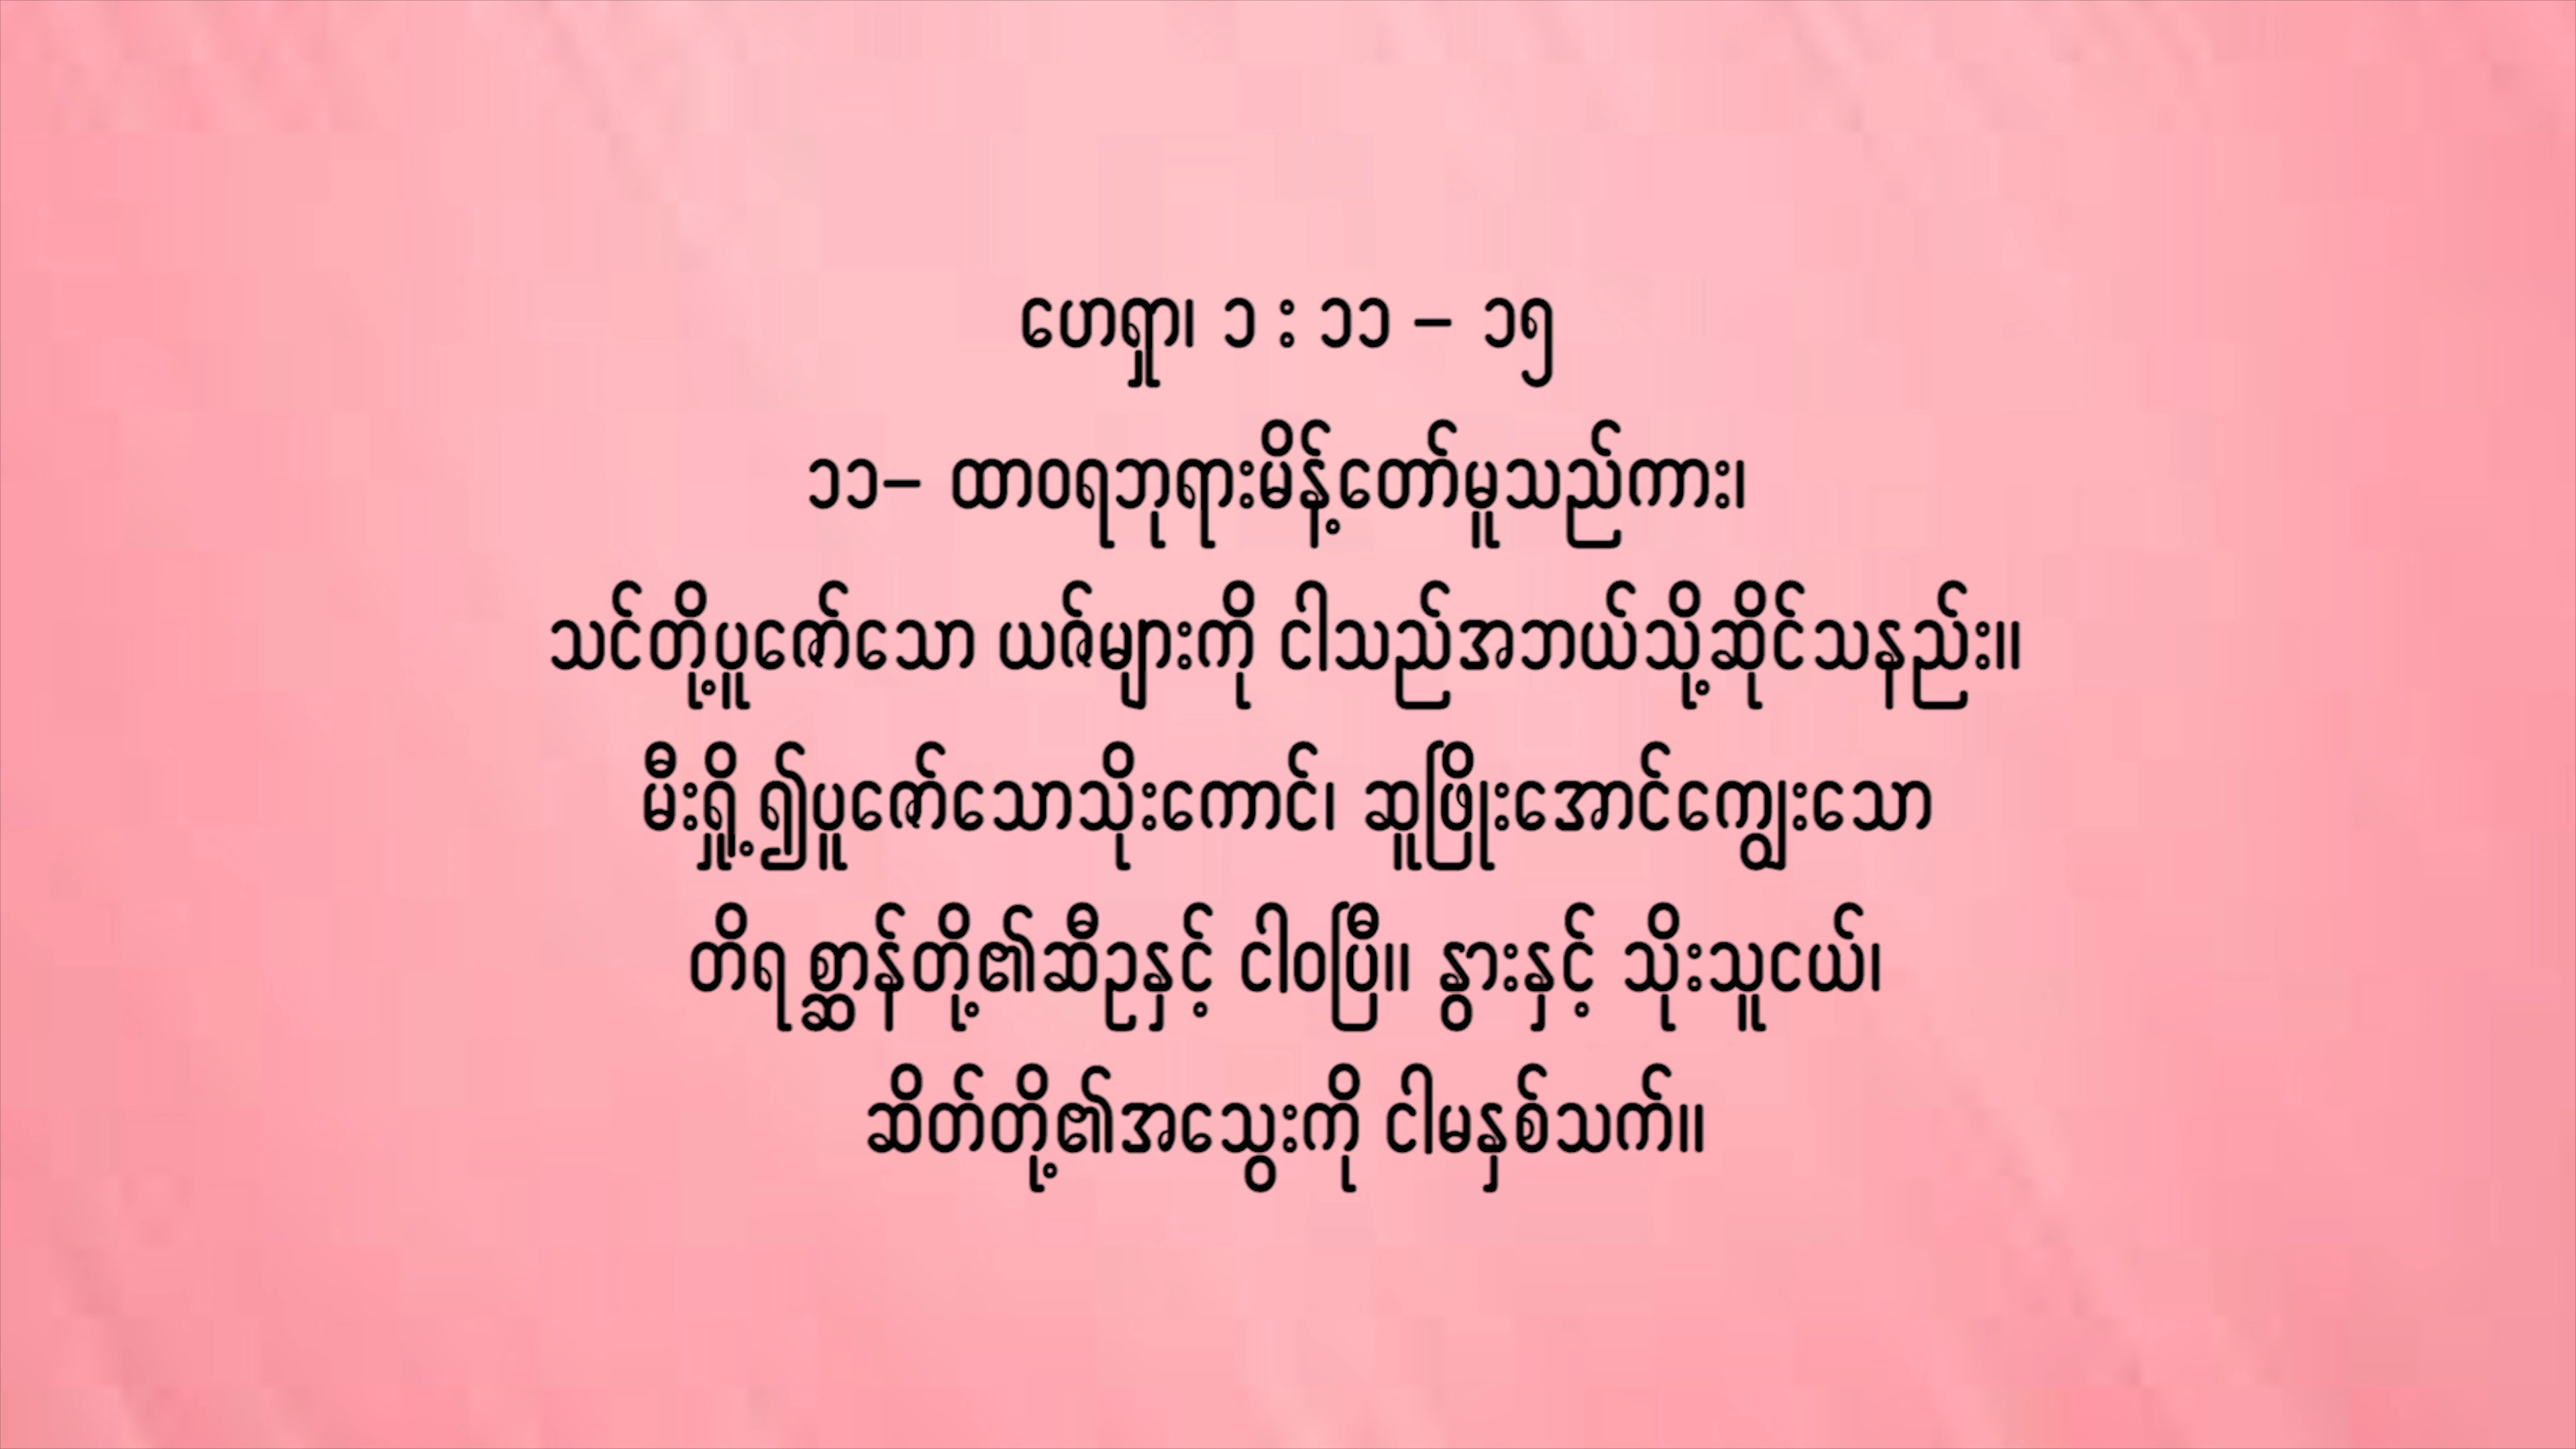 ဟေရှာ၊ ၁ : ၁၁ – ၁၅
၁၁– ထာဝရဘုရားမိန့်တော်မူသည်ကား၊
သင်တို့ပူဇော်သော ယဇ်များကို ငါသည်အဘယ်သို့ဆိုင်သနည်း။
မီးရှို့၍ပူဇော်သောသိုးကောင်၊ ဆူဖြိုးအောင်ကျွေးသော
တိရစ္ဆာန်တို့၏ဆီဥနှင့် ငါဝပြီ။ နွားနှင့် သိုးသူငယ်၊
ဆိတ်တို့၏အသွေးကို ငါမနှစ်သက်။